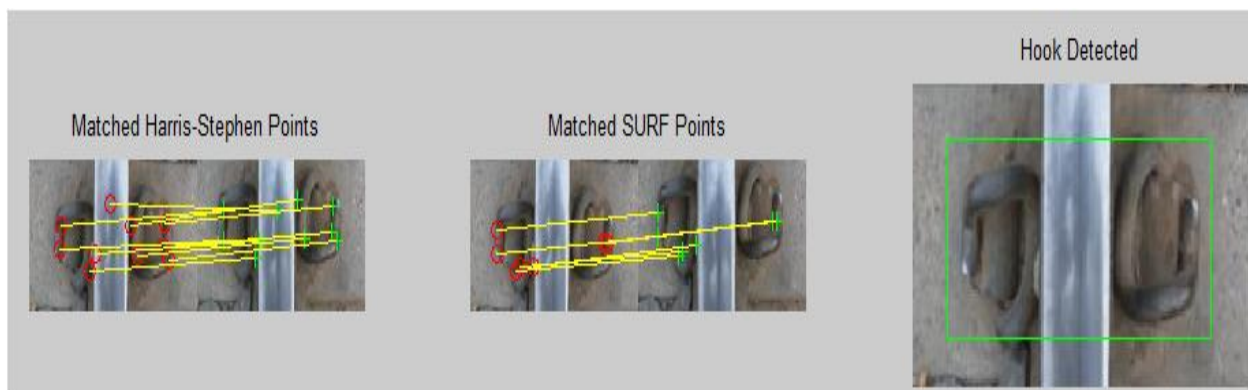 Hook Detected
Matched Harris-Stephen Points
Matched SURF Points